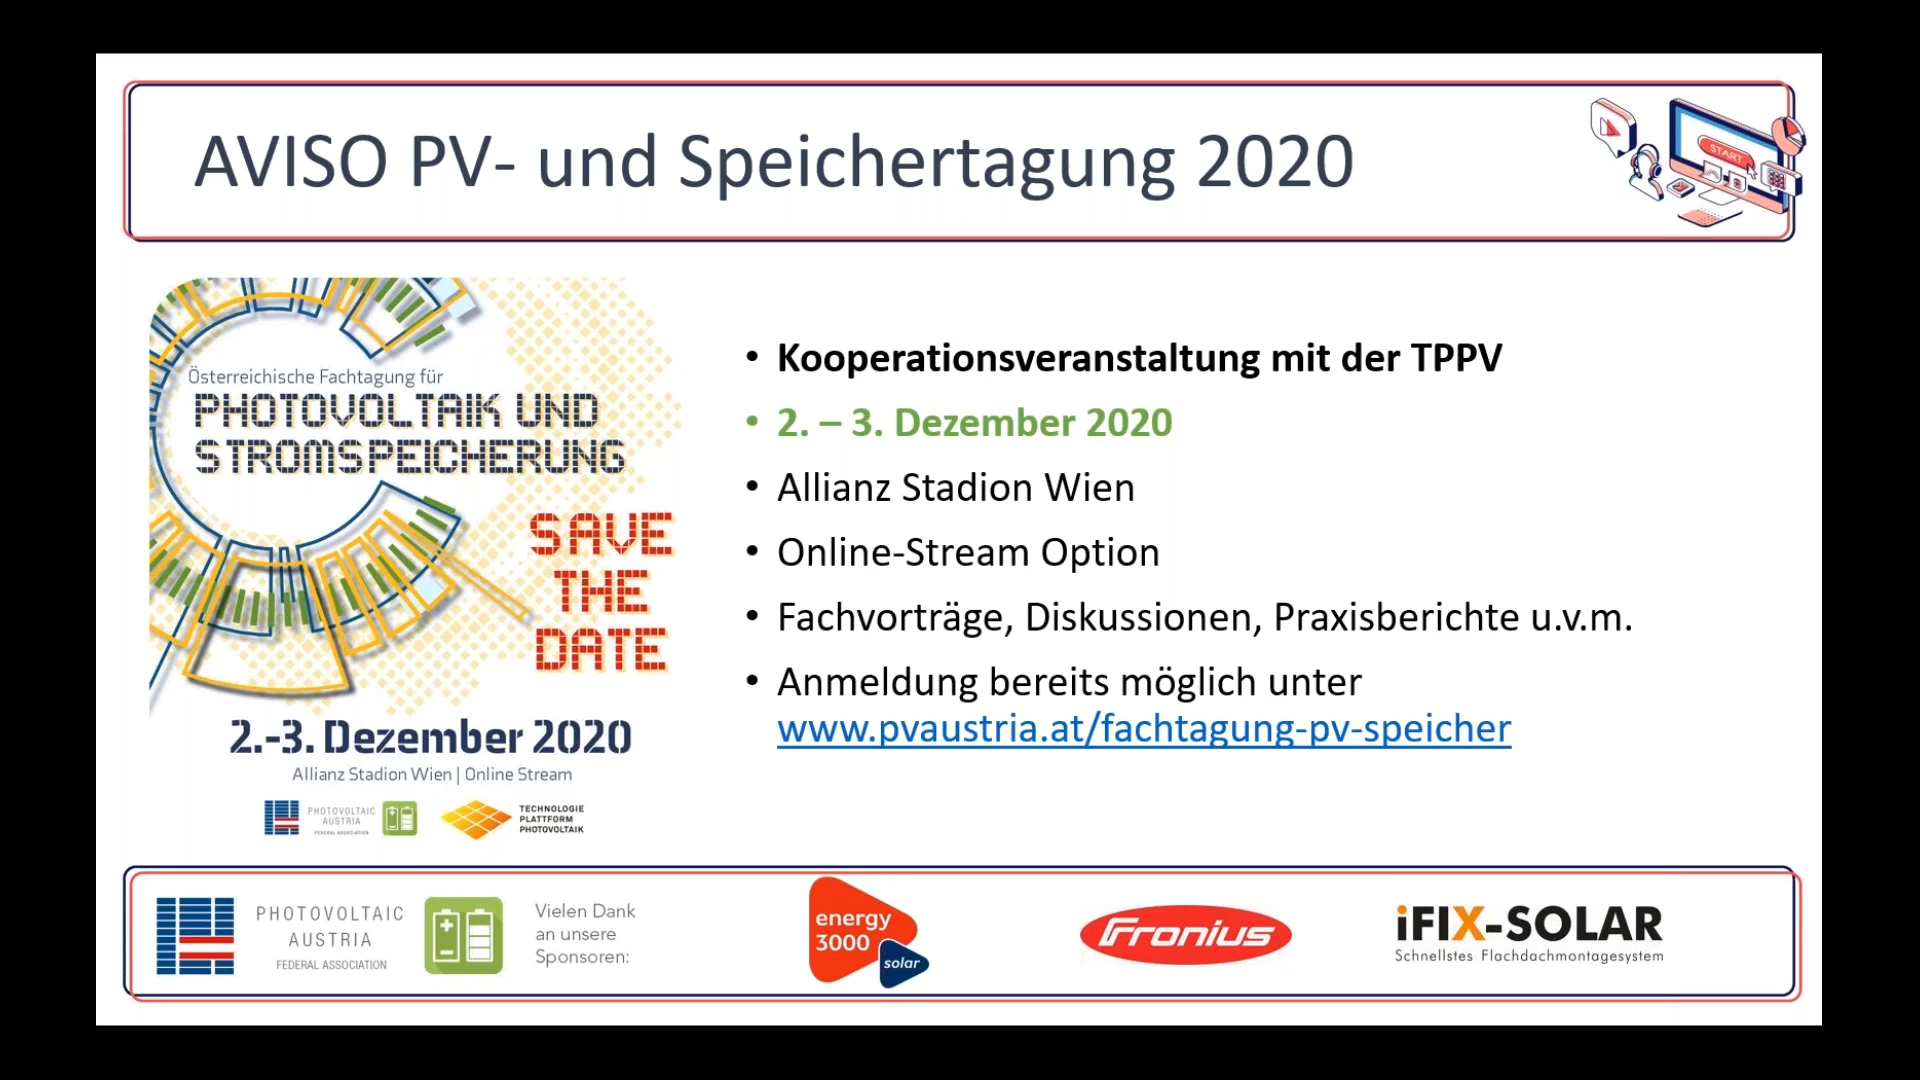 AVISO PV- und Speichertagung 2020
START
Österreichische Fachtagung für
PHOTOVOLTAIK UND
STROMSPEICHERUNG
SAVE
THE
DATE
2.-3. Dezember 2020
Allianz Stadion Wien | Online Stream
PHOTOVOLTAIC
AUSTRIA
FEDERAL ASSOCIATION
TECHNOLOGIE
PLATTFORM
PHOTOVOLTAIK
• Kooperationsveranstaltung mit der TPPV
• 2. – 3. Dezember 2020
• Allianz Stadion Wien
• Online-Stream Option
• Fachvorträge, Diskussionen, Praxisberichte u.v.m.
• Anmeldung bereits möglich unter
www.pvaustria.at/fachtagung-pv-speicher
PHOTOVOLTAIC
AUSTRIA
FEDERAL ASSOCIATION
Vielen Dank
an unsere
Sponsoren:
energy
3000
solar
Fronius
iFIX-SOLAR
Schnellstes Flachdachmontagesystem